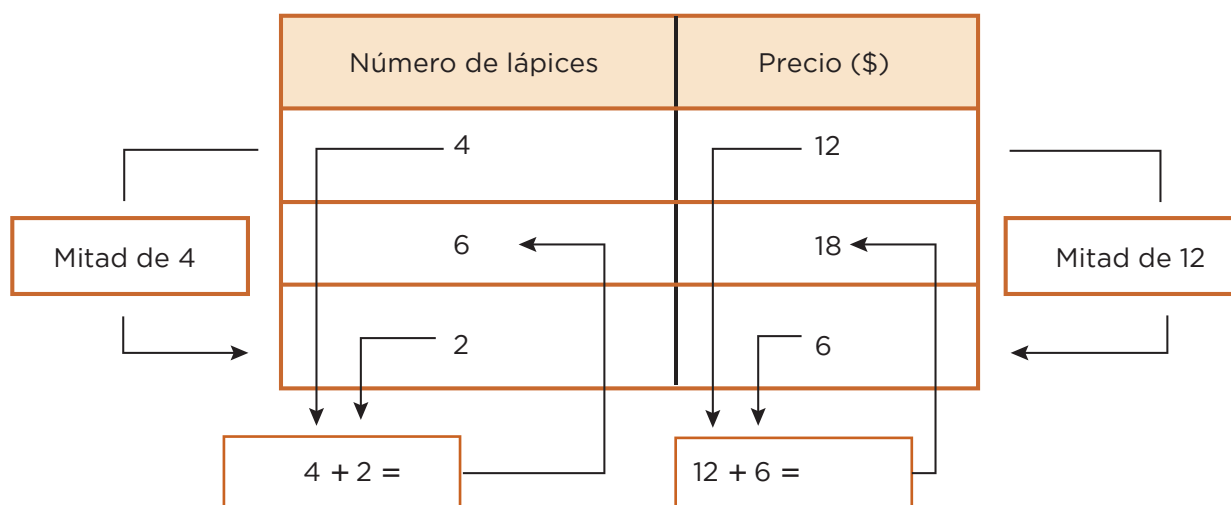 Número de lápices Precio ($)
4 12
Mitad de 4 6 18 Mitad de 12
2 6
4 + 2 = 12 + 6 =